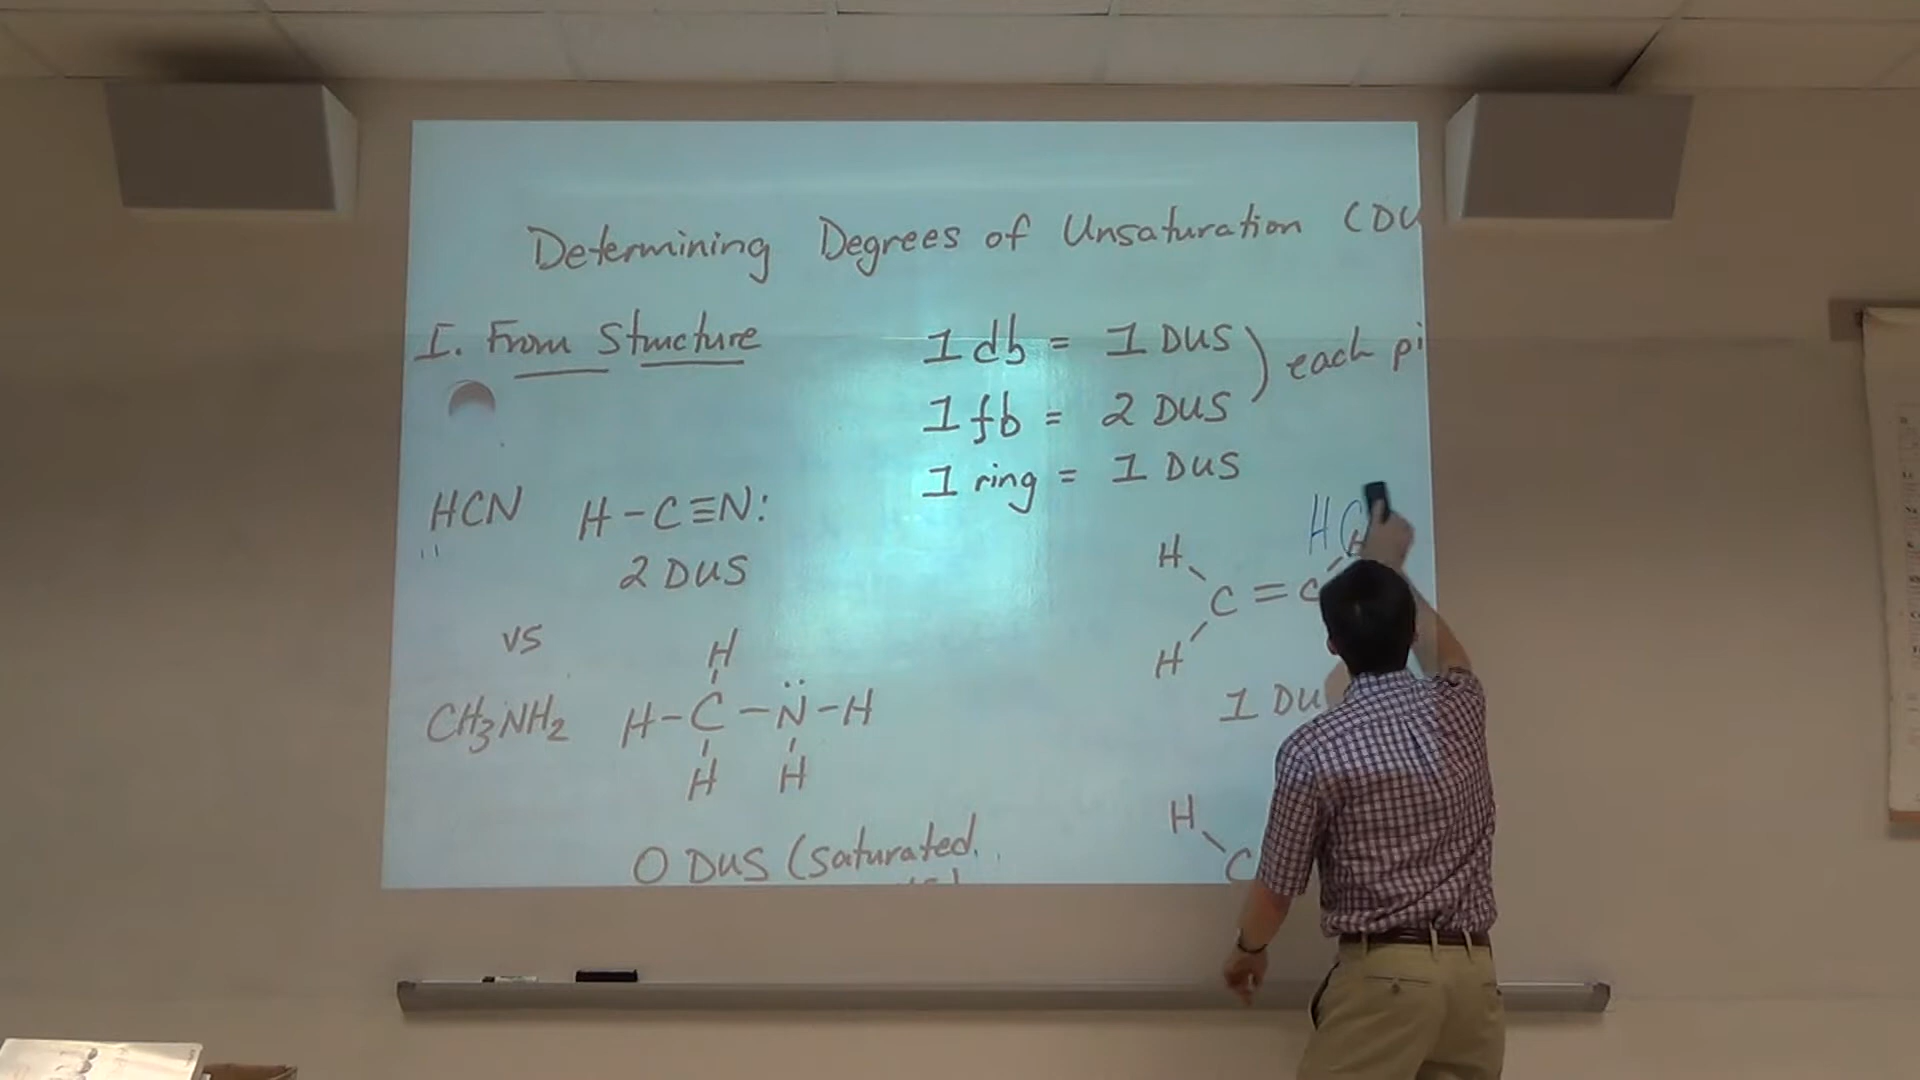 Determining Degrees of Unsaturation (DU
I. From Structure
1 db = 1 DUS ) each pi
1 fb = 2 DUS
1 ring = 1 DUS
HCN H-C≡N:
2 DUS
vs
CH3NH2
H
H-C-N-H
H H
0 DUS (saturated
H H
H
C=C
H
1 DU
H
C